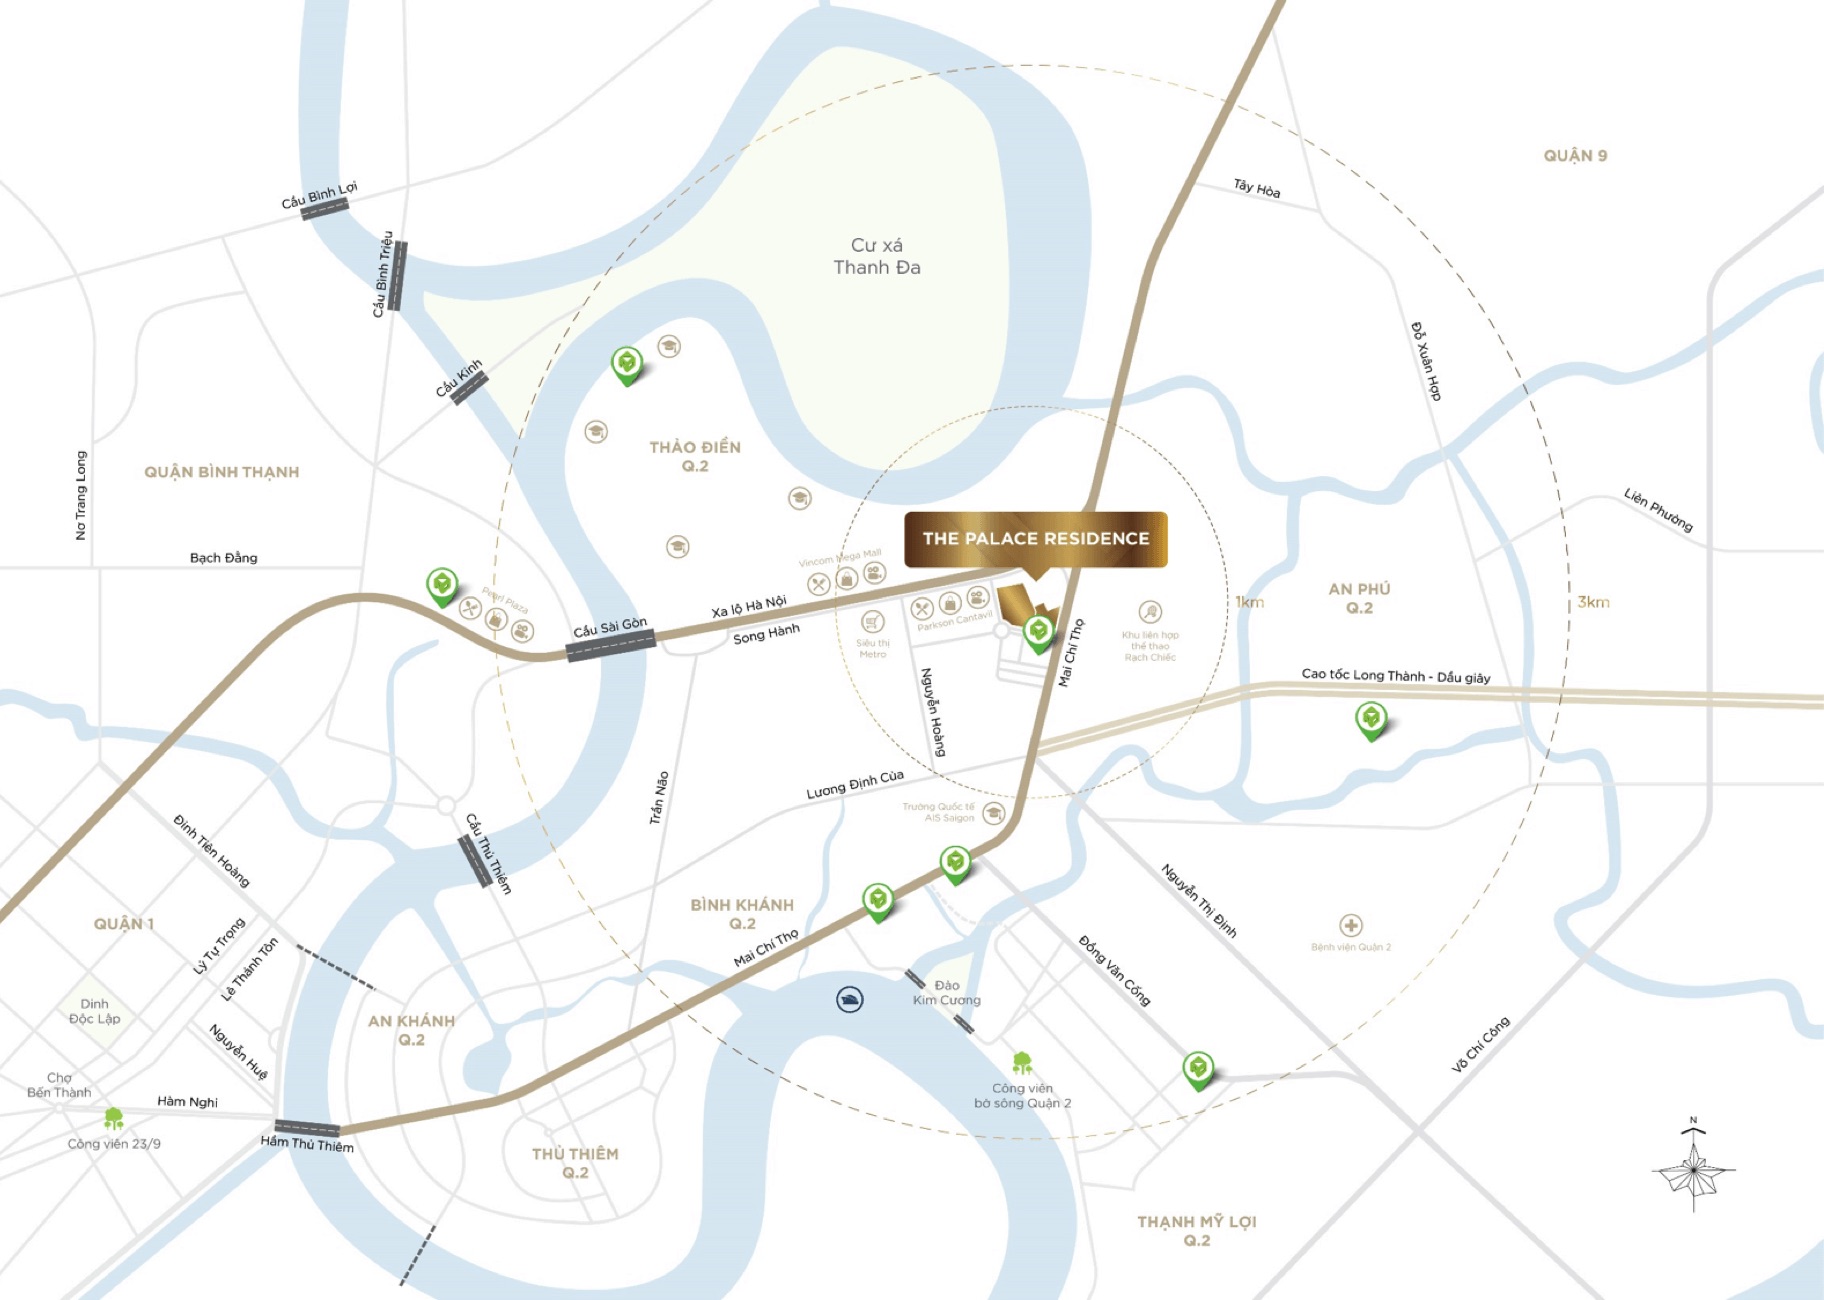 QUẬN 9
Cầu Bình Lợi
Tây Hòa
Cầu Bình Triệu
Cư xá
Thanh Đa
Đỗ Xuân Hợp
Cầu Kinh
THẢO ĐIỀN
Q.2
QUẬN BÌNH THẠNH
Nơ Trang Long
Liên Phường
THE PALACE RESIDENCE
Bạch Đằng
Vincom Mega Mall
Pearl Plaza
AN PHÚ
Q.2
1km
3km
Xa lộ Hà Nội
Song Hành
Cầu Sài Gòn
Parkson Cantavil
Siêu thị
Metro
Khu liên hợp
thể thao
Rạch Chiếc
Mai Chí Thọ
Cao tốc Long Thành - Dầu giây
Nguyễn Hoàng
Lương Định Của
Trần Não
Trường Quốc tế
AIS Saigon
Đinh Tiên Hoàng
Cầu Thủ Thiêm
Nguyễn Thị Định
BÌNH KHÁNH
Q.2
QUẬN 1
Mai Chí Thọ
Lý Tự Trọng
Lê Thánh Tôn
Đồng Văn Cống
Bệnh viện Quận 2
Đảo
Kim Cương
Dinh
Độc Lập
AN KHÁNH
Q.2
Nguyễn Huệ
Võ Chí Công
Chợ
Bến Thành
Hàm Nghi
Công viên
bờ sông Quận 2
Công viên 23/9
Hầm Thủ Thiêm
THỦ THIÊM
Q.2
N
THẠNH MỸ LỢI
Q.2